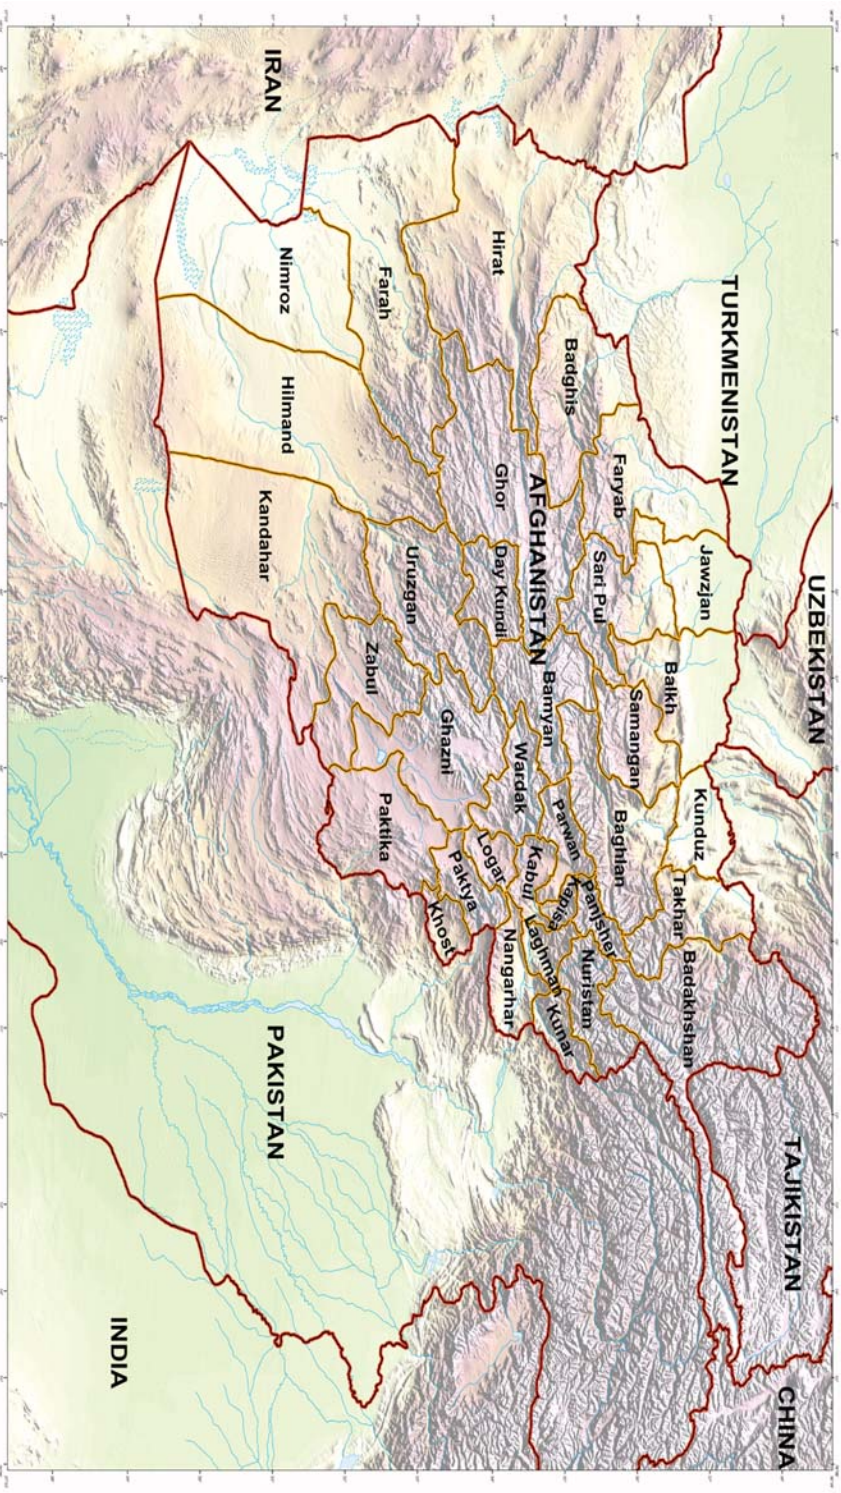 UZBEKISTAN
TAJIKISTAN
CHINA
TURKMENISTAN
Jawzjan
Kunduz
Balkh
Takhar
Badakhshan
Faryab
Sari Pul
Samangan
Baghlan
Badghis
Panjsher
Nuristan
AFGHANISTAN
Bamyan
Parwan
Kapisa
Kunar
Hirat
Ghor
Day Kundi
Wardak
Kabul
Laghman
Nangarhar
Logar
Ghazni
Paktya
Khost
Uruzgan
Farah
Zabul
Paktika
Nimroz
Hilmand
Kandahar
IRAN
PAKISTAN
INDIA